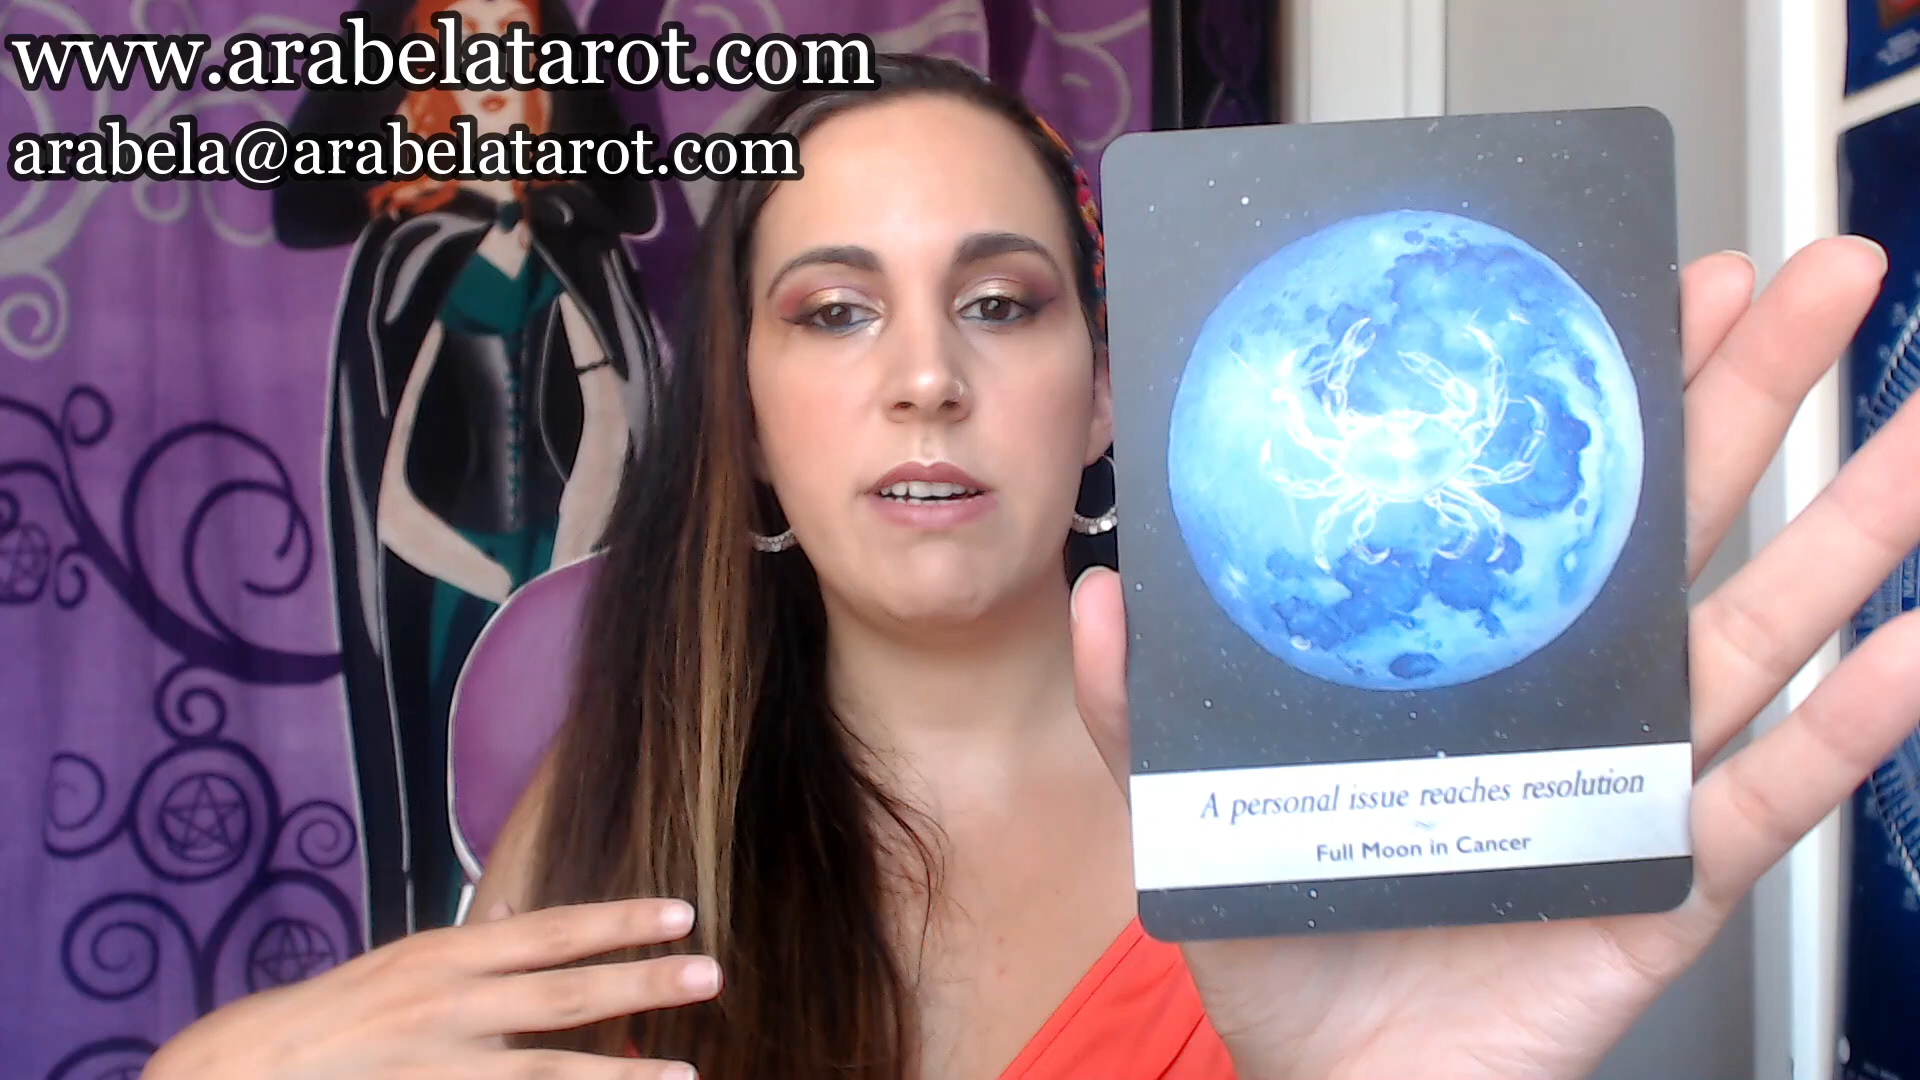 www.arabelatarot.com
arabela@arabelatarot.com
A personal issue reaches resolution
Full Moon in Cancer